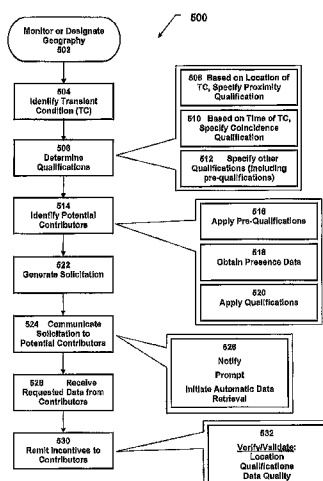 500
Monitor or Designate
Geography
502
504
Identify Transient
Condition (TC)
506
Determine
Qualifications
508 Based on Location of
TC, Specify Proximity
Qualification
510 Based on Time of TC,
Specify Coincidence
Qualification
512 Specify other
Qualifications (including
pre-qualifications)
514
Identify Potential
Contributors
516
Apply Pre-Qualifications
518
Obtain Presence Data
520
Apply Qualifications
522
Generate Solicitation
524 Communicate
Solicitation to
Potential Contributors
526
Notify
Prompt
Initiate Automatic Data
Retrieval
528 Receive
Requested Data from
Contributors
530
Remit Incentives to
Contributors
532
Verify/Validate:
Location
Qualifications
Data Quality